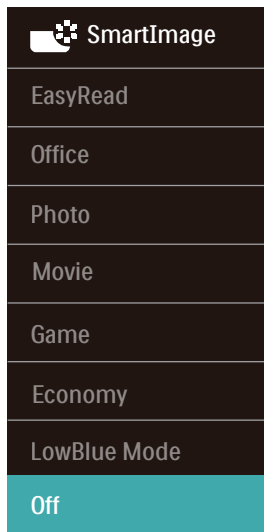 SmartImage
EasyRead
Office
Photo
Movie
Game
Economy
LowBlue Mode
Off